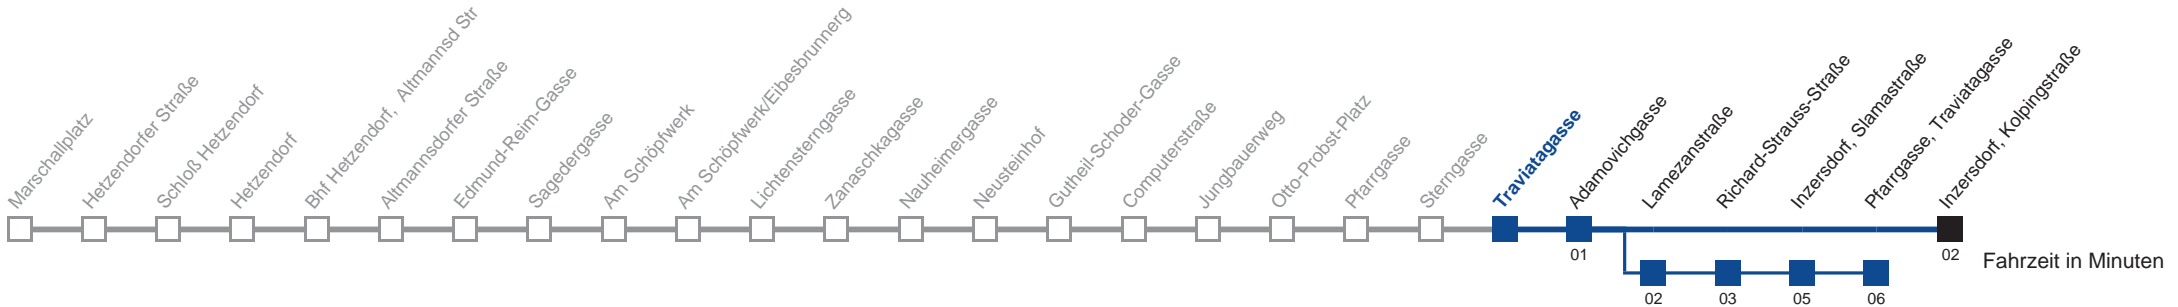 Marschallplatz
Hetzendorfer Straße
Schloß Hetzendorf
Hetzendorf
Bhf Hetzendorf, Altmannsd Str
Altmannsdorfer Straße
Edmund-Reim-Gasse
Sagedergasse
Am Schöpfwerk
Am Schöpfwerk/Eibesbrunnerg
Lichtensterngasse
Zanaschkagasse
Nauheimergasse
Neusteinhof
Gutheil-Schoder-Gasse
Computerstraße
Jungbauerweg
Otto-Probst-Platz
Pfarrgasse
Sterngasse
Traviatagasse
Adamovichgasse
Lamezanstraße
Richard-Strauss-Straße
Inzersdorf, Slamastraße
Pfarrgasse, Traviatagasse
Inzersdorf, Kolpingstraße
01
02
Fahrzeit in Minuten
02
03
05
06